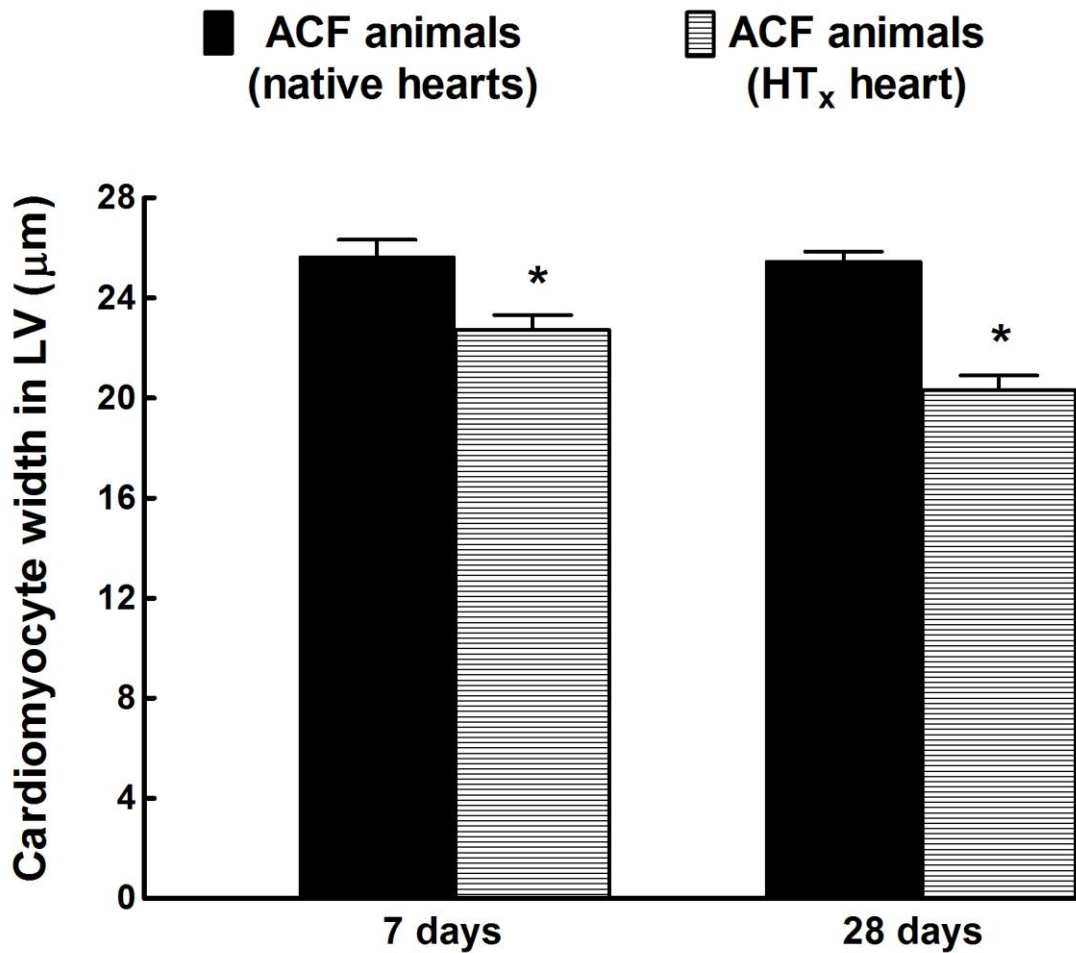 ACF animals
(native hearts)
ACF animals
(HTx heart)
Cardiomyocyte width in LV (μm)
28
24
20
16
12
8
4
0
*
*
7 days
28 days